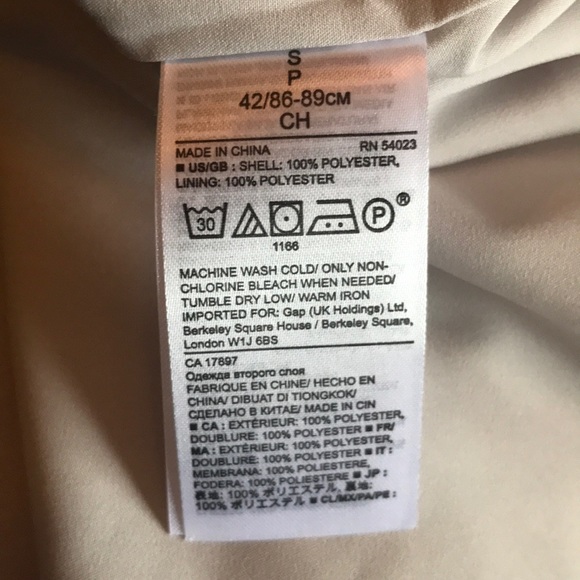 S
P
42/86-89CM
CH
MADE IN CHINA RN 54023
■ US/GB : SHELL: 100% POLYESTER,
LINING: 100% POLYESTER
30 P ®
1166
MACHINE WASH COLD/ ONLY NON-
CHLORINE BLEACH WHEN NEEDED/
TUMBLE DRY LOW/ WARM IRON
IMPORTED FOR: Gap (UK Holdings) Ltd,
Berkeley Square House / Berkeley Square,
London W1J 6BS
CA 17897
Одежда второго слоя
FABRIQUE EN CHINE/ HECHO EN
CHINA/ DIBUAT DI TIONGKOK/
СДЕЛАНО В КИТАЕ/ MADE IN CIN
■ CA : EXTÉRIEUR: 100% POLYESTER,
DOUBLURE: 100% POLYESTER ■ FR/
MA : EXTÉRIEUR: 100% POLYESTER,
DOUBLURE: 100% POLYESTER ■ IT :
MEMBRANA: 100% POLIESTERE,
FODERA: 100% POLIESTERE ■ JP :
表地: 100% ポリエステル, 裏地:
100% ポリエステル ■ CL/MX/PA/PE :